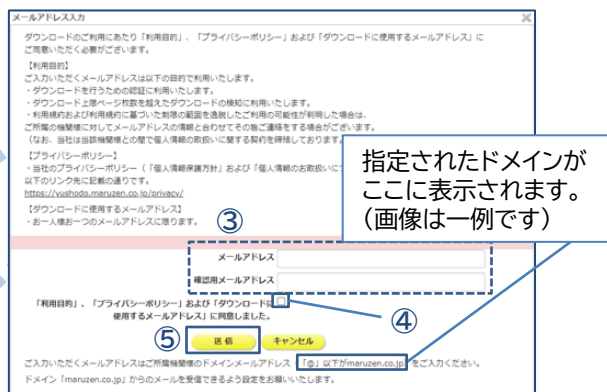 メールアドレス入力
ダウンロードのご利用にあたり「利用目的」、「プライバシーポリシー」および「ダウンロードに使用するメールアドレス」に
ご同意いただく必要がございます。
【利用目的】
ご入力いただくメールアドレスは以下の目的で利用いたします。
・ダウンロードを行うための認証に利用いたします。
・ダウンロード上限ページ枚数を超えたダウンロードの検知に利用いたします。
・利用規約および利用規約に基づいた制限の範囲を逸脱したご利用の可能性が判明した場合は、
ご所属の機関様に対してメールアドレスの情報と合わせてその旨ご連絡をする場合がございます。
（なお、当社は当該機関様との間で個人情報の取扱いに関する契約を締結しております。
【プライバシーポリシー】
・当社のプライバシーポリシー（「個人情報保護方針」および「個人情報のお取扱いにつ
以下のリンク先に記載の通りです。
https://yushodo.maruzen.co.jp/privacy/
【ダウンロードに使用するメールアドレス】
・お一人様お一つのメールアドレスに限ります。
指定されたドメインが
ここに表示されます。
（画像は一例です）
③
メールアドレス
確認用メールアドレス
「利用目的」、「プライバシーポリシー」および「ダウンロードに
使用するメールアドレス」に同意しました。
④
⑤
送信
キャンセル
ご入力いただくメールアドレスはご所属機関様のドメインメールアドレス 「@」以下がmaruzen.co.jp をご入力ください。
ドメイン「maruzen.co.jp」からのメールを受信できるよう設定をお願いいたします。